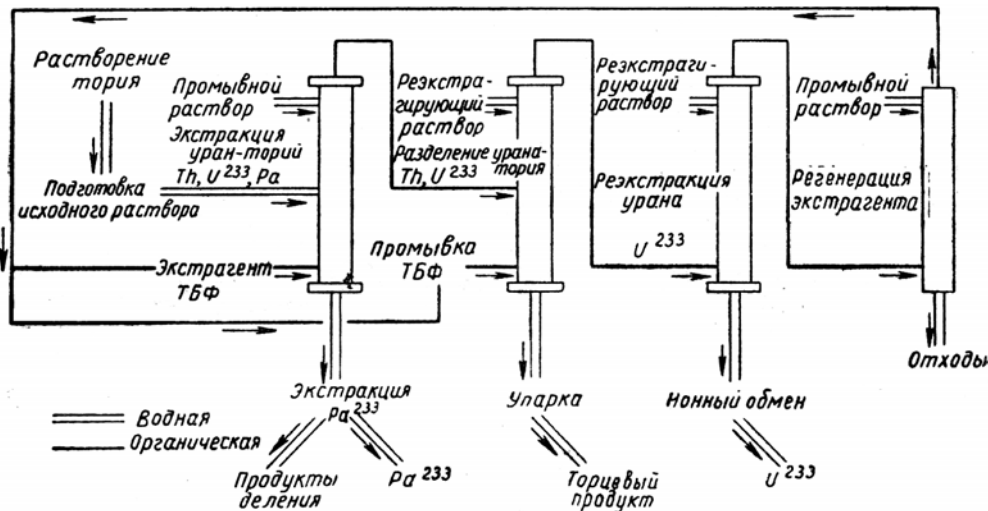 Растворение
тория
Подготовка
исходного раствора
Промывной
раствор
Экстракция
уран-торий
Th, U²³³, Pa
Экстрагент
ТБФ
Реэкстра-
гирующий
раствор
Разделение урана-
тория
Th, U²³³
Промывка
ТБФ
Реэкстраги-
рующий
раствор
Реэкстракция
урана
U²³³
Промывной
раствор
Регенерация
экстрагента
Отходы
Экстракция
Pa²³³
Продукты
деления
Pa²³³
Упарка
Ториевый
продукт
Ионный обмен
U²³³
Водная
Органическая